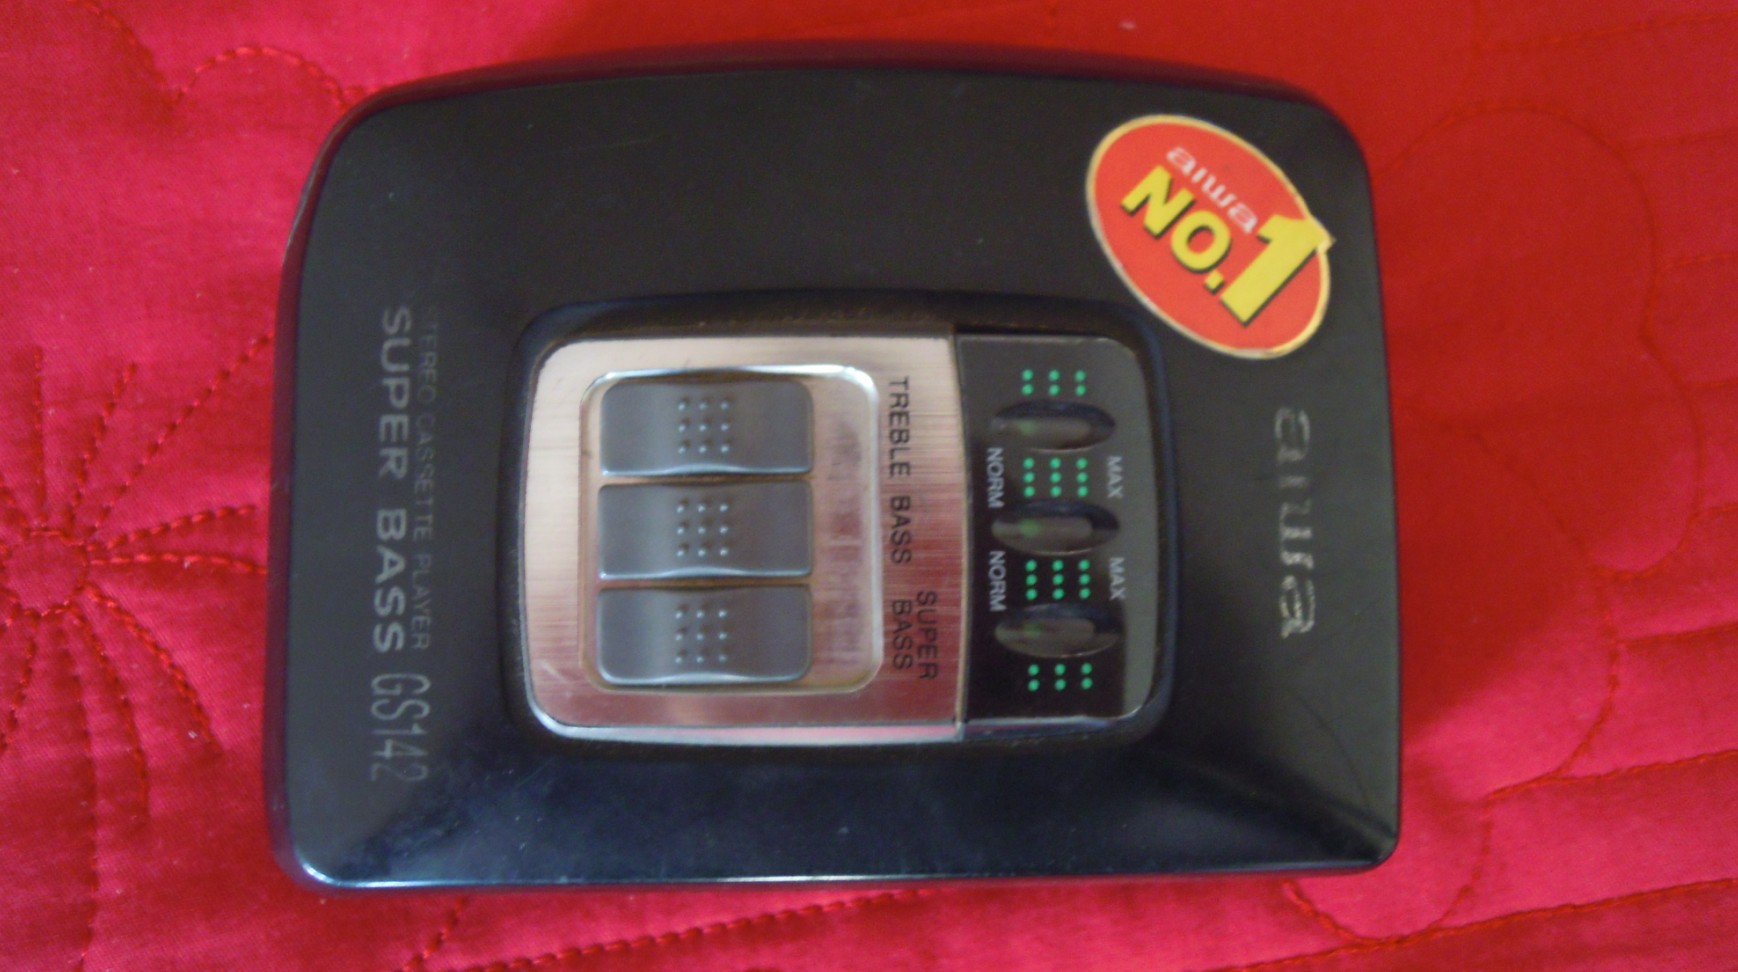 aiwa
NO.1
aiwa
MAX MAX
NORM NORM
SUPER
TREBLE BASS BASS
STEREO CASSETTE PLAYER
SUPER BASS GS142